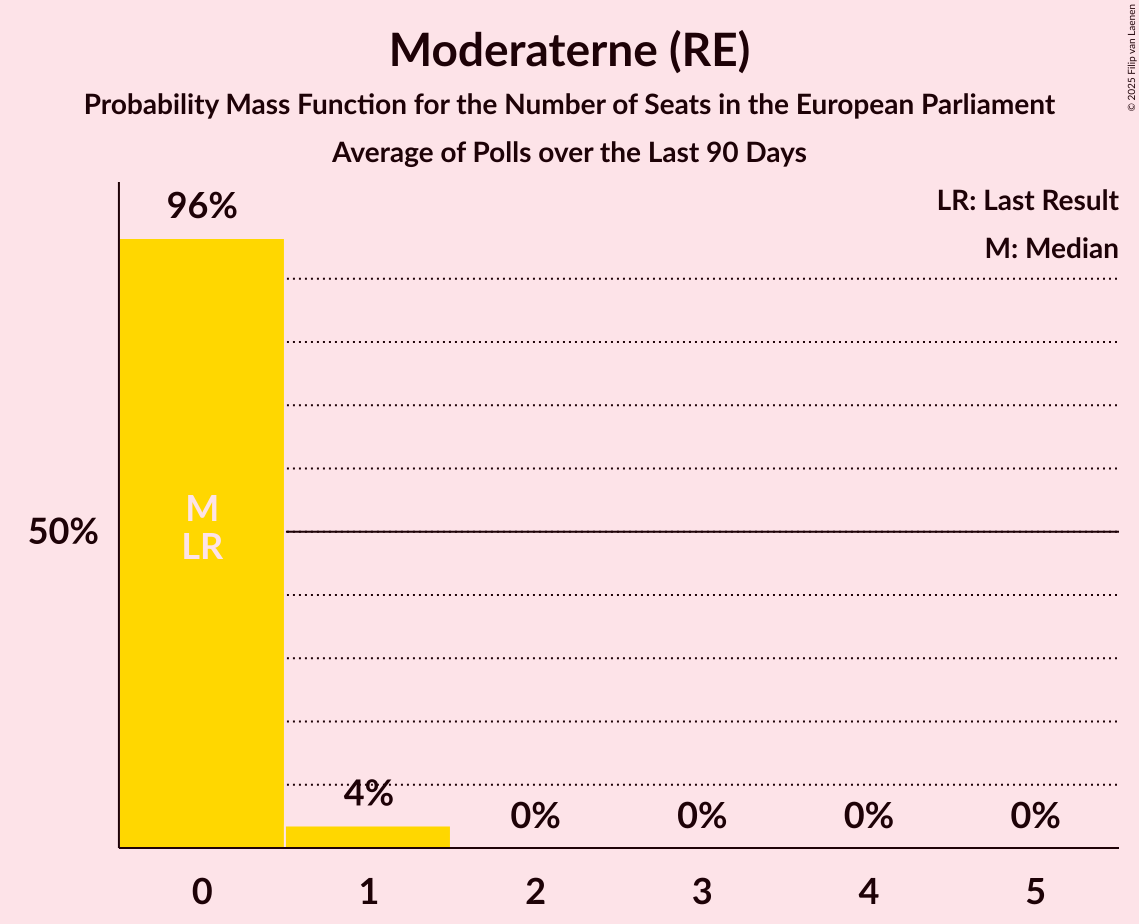 Moderaterne (RE)
Probability Mass Function for the Number of Seats in the European Parliament
Average of Polls over the Last 90 Days
© 2025 Filip van Laenen
LR: Last Result
M: Median
96%
M
LR
50%
4%
0%
0%
0%
0%
0
1
2
3
4
5